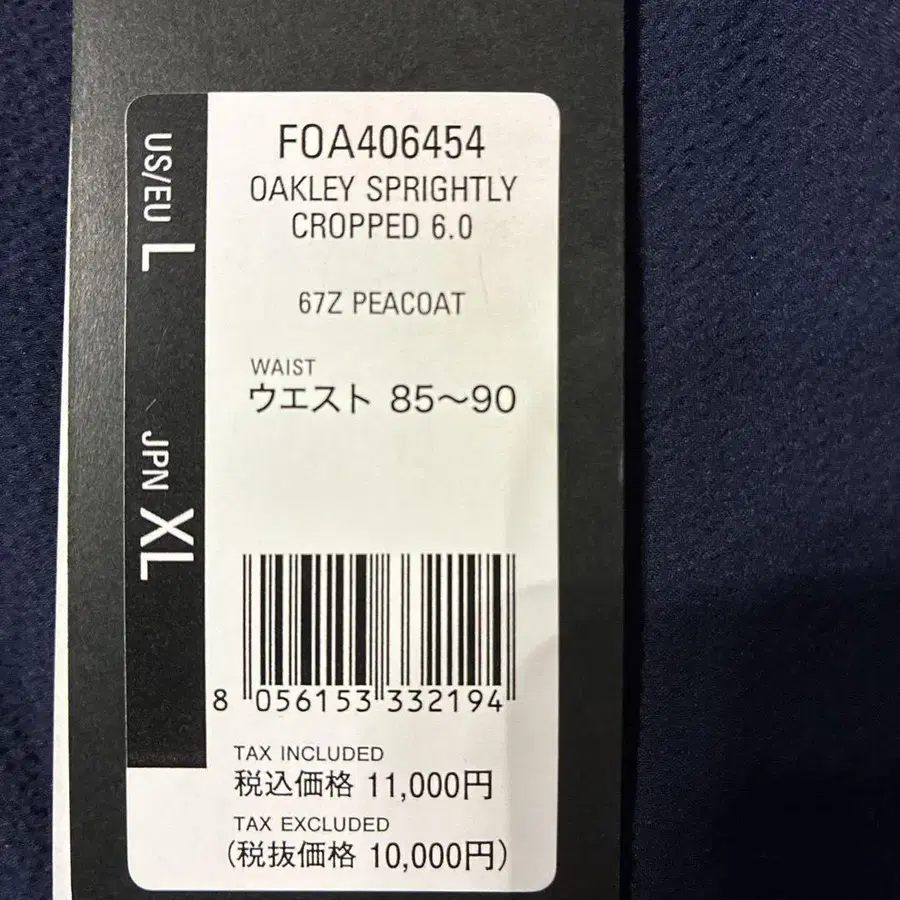 US/EU L
JPN XL
FOA406454
OAKLEY SPRIGHTLY
CROPPED 6.0
67Z PEACOAT
WAIST
ウエスト 85～90
8 056153 332194
TAX INCLUDED
税込価格 11,000円
TAX EXCLUDED
(税抜価格 10,000円)